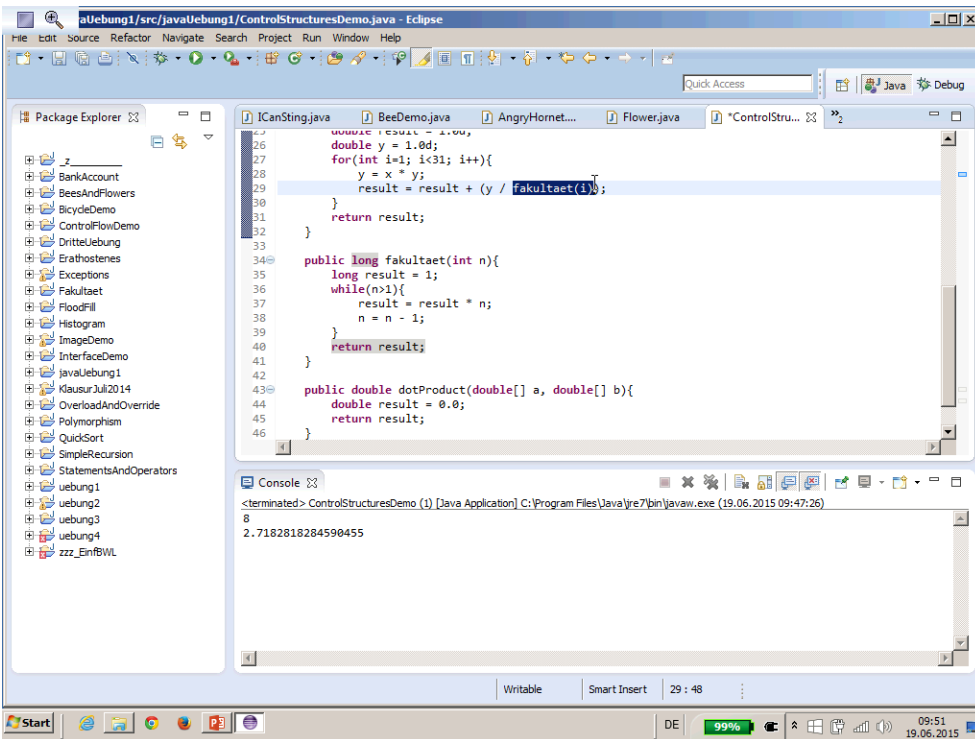 avaUebung1/src/javaUebung1/ControlStructuresDemo.java - Eclipse
File Edit Source Refactor Navigate Search Project Run Window Help
Quick Access
Java
Debug
Package Explorer
_z_________
BankAccount
BeesAndFlowers
BicycleDemo
ControlFlowDemo
DritteUebung
Erathostenes
Exceptions
Fakultaet
FloodFill
Histogram
ImageDemo
InterfaceDemo
javaUebung1
KlausurJuli2014
OverloadAndOverride
Polymorphism
QuickSort
SimpleRecursion
StatementsAndOperators
uebung1
uebung2
uebung3
uebung4
zzz_EinfBWL
ICanSting.java BeeDemo.java AngryHornet.... Flower.java *ControlStru... »2
25 double result = 1.0d;
26 double y = 1.0d;
27 for(int i=1; i<31; i++){
28 y = x * y;
29 result = result + (y / fakultaet(i));
30 }
31 return result;
32 }
33
34 public long fakultaet(int n){
35 long result = 1;
36 while(n>1){
37 result = result * n;
38 n = n - 1;
39 }
40 return result;
41 }
42
43 public double dotProduct(double[] a, double[] b){
44 double result = 0.0;
45 return result;
46 }
Console
<terminated> ControlStructuresDemo (1) [Java Application] C:\Program Files\Java\jre7\bin\javaw.exe (19.06.2015 09:47:26)
8
2.7182818284590455
Writable Smart Insert 29 : 48
Start
DE
99%
09:51
19.06.2015